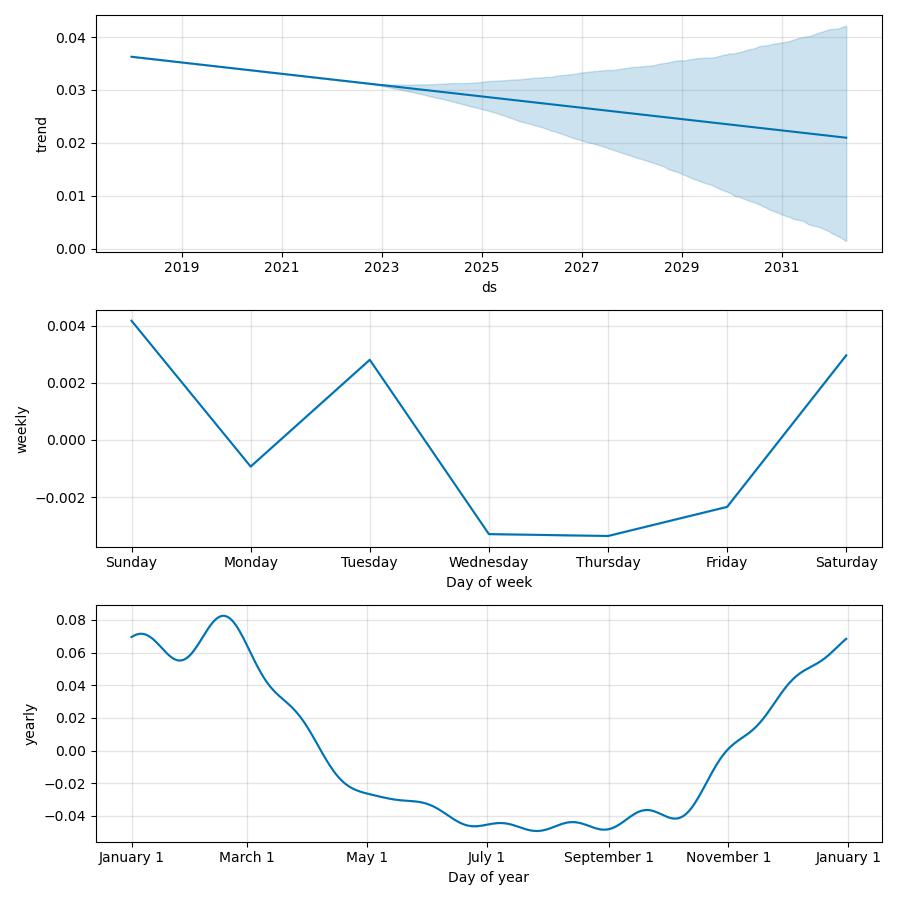 0.04
0.03
0.02
0.01
0.00
trend
2019 2021 2023 2025 2027 2029 2031
ds
0.004
0.002
0.000
−0.002
weekly
Sunday Monday Tuesday Wednesday Thursday Friday Saturday
Day of week
0.08
0.06
0.04
0.02
0.00
−0.02
−0.04
yearly
January 1 March 1 May 1 July 1 September 1 November 1 January 1
Day of year